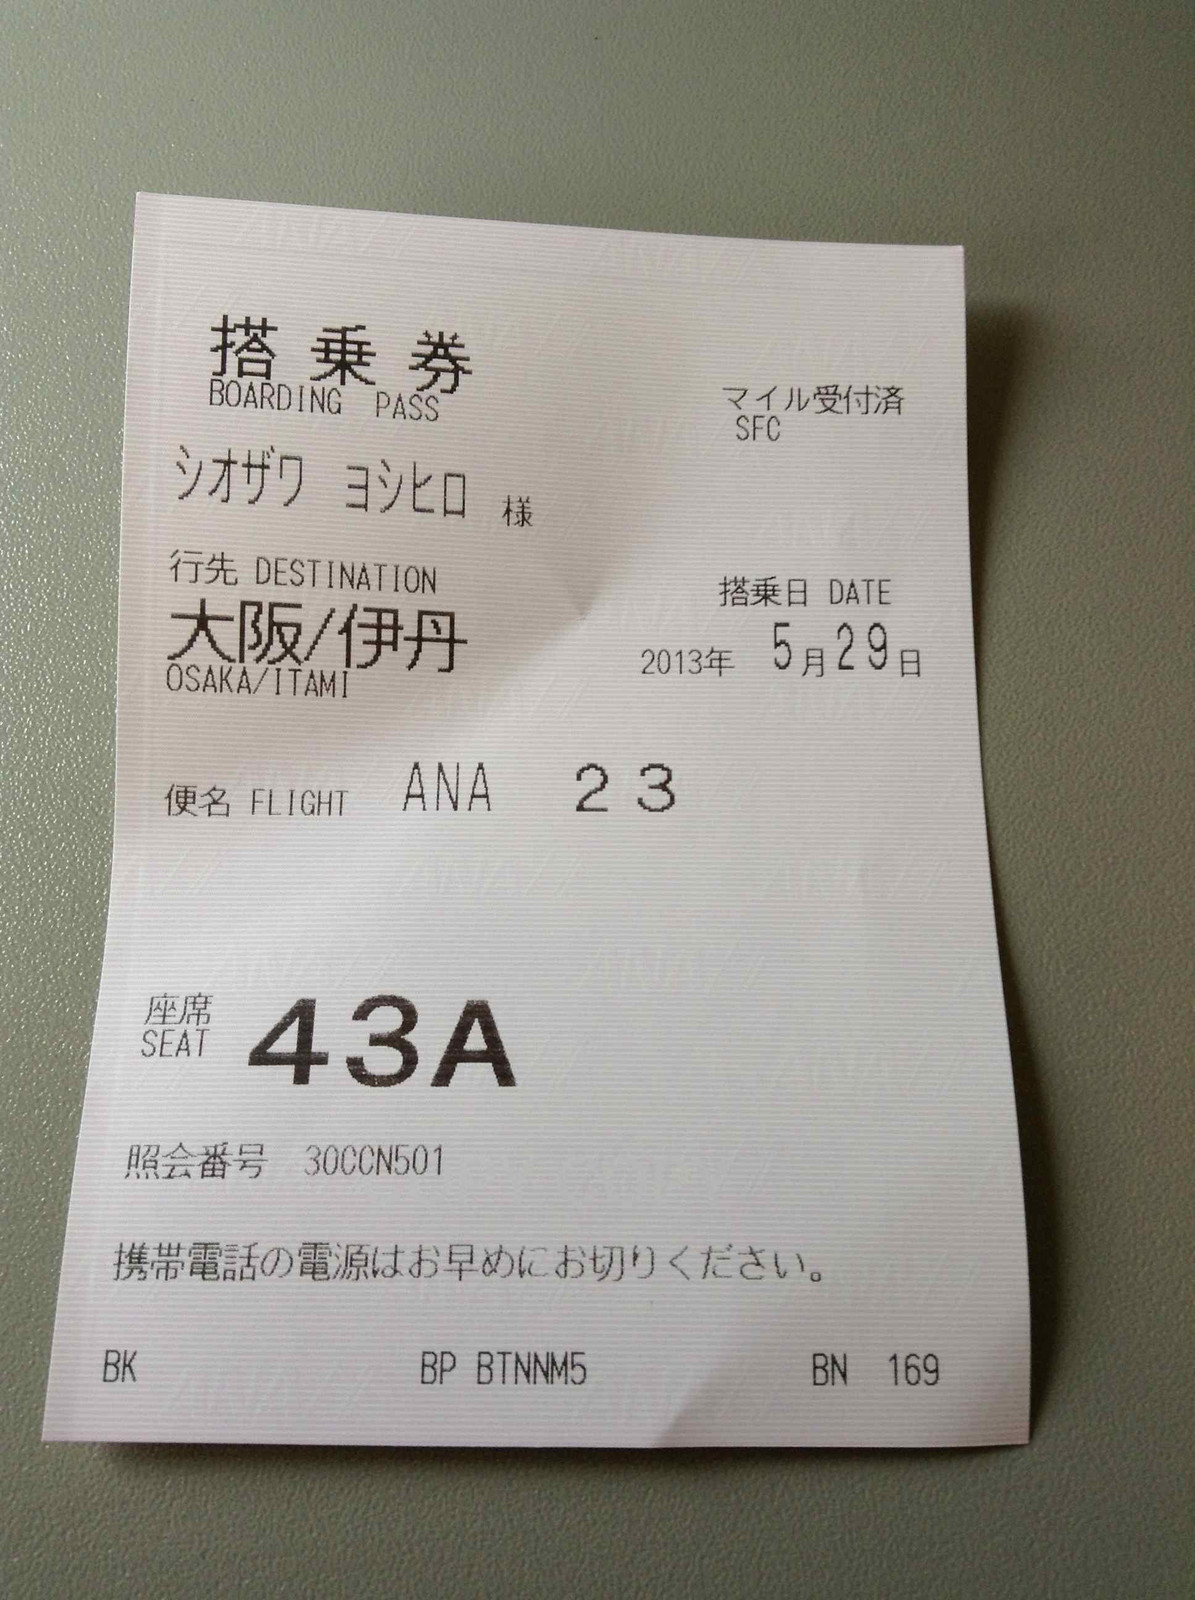 搭乗券
BOARDING PASS
マイル受付済
SFC
シオザワ ヨシヒロ 様
行先 DESTINATION
大阪/伊丹
OSAKA/ITAMI
搭乗日 DATE
2013年 5月29日
便名 FLIGHT ANA 23
座席
SEAT
43A
照会番号 30CCN501
携帯電話の電源はお早めにお切りください。
BK BP BTNNM5 BN 169